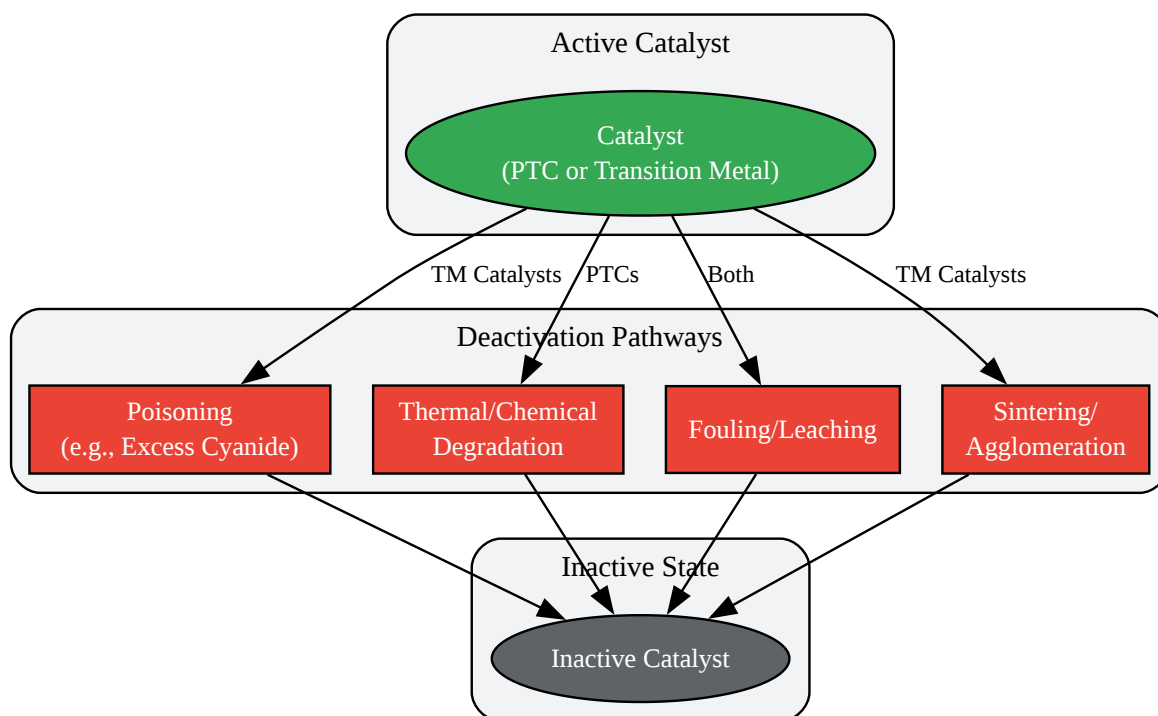 Active Catalyst
Catalyst
(PTC or Transition Metal)
TM Catalysts
PTCs
Both
TM Catalysts
Deactivation Pathways
Poisoning
(e.g., Excess Cyanide)
Thermal/Chemical
Degradation
Fouling/Leaching
Sintering/
Agglomeration
Inactive State
Inactive Catalyst